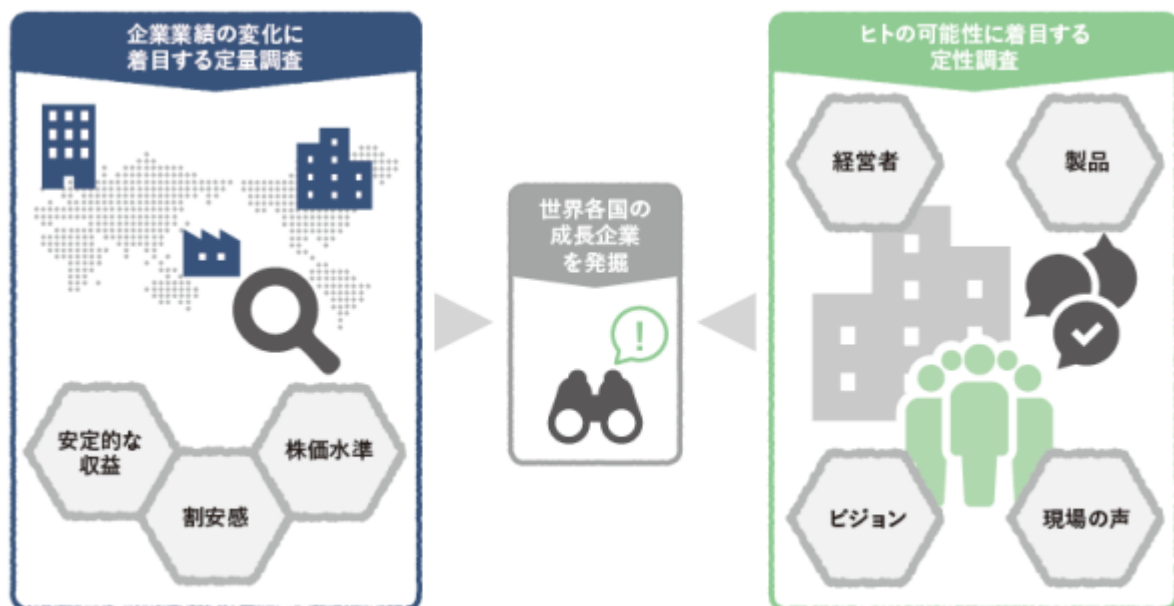 企業業績の変化に
着目する定量調査
安定的な
収益
割安感
株価水準
世界各国の
成長企業
を発掘
!
ヒトの可能性に着目する
定性調査
経営者
製品
ビジョン
現場の声